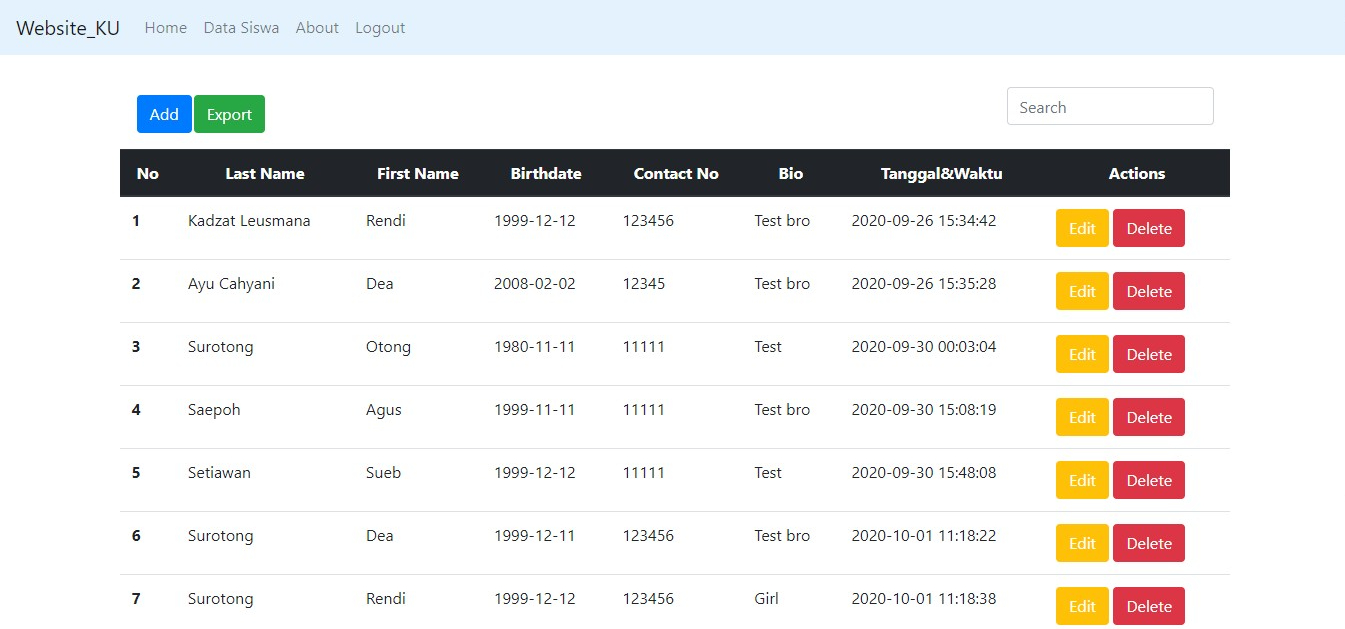 Website_KU Home Data Siswa About Logout
Add Export Search
No Last Name First Name Birthdate Contact No Bio Tanggal&Waktu Actions
1 Kadzat Leusmana Rendi 1999-12-12 123456 Test bro 2020-09-26 15:34:42 Edit Delete
2 Ayu Cahyani Dea 2008-02-02 12345 Test bro 2020-09-26 15:35:28 Edit Delete
3 Surotong Otong 1980-11-11 11111 Test 2020-09-30 00:03:04 Edit Delete
4 Saepoh Agus 1999-11-11 11111 Test bro 2020-09-30 15:08:19 Edit Delete
5 Setiawan Sueb 1999-12-12 11111 Test 2020-09-30 15:48:08 Edit Delete
6 Surotong Dea 1999-12-11 123456 Test bro 2020-10-01 11:18:22 Edit Delete
7 Surotong Rendi 1999-12-12 123456 Girl 2020-10-01 11:18:38 Edit Delete